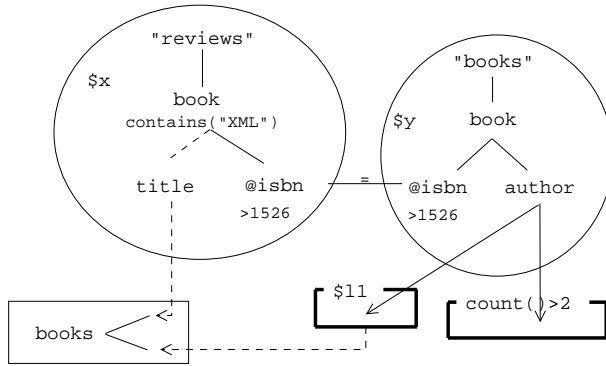 "reviews"
$x
book
contains("XML")
title
@isbn
>1526
=
"books"
$y
book
@isbn
>1526
author
$l1
count()>2
books